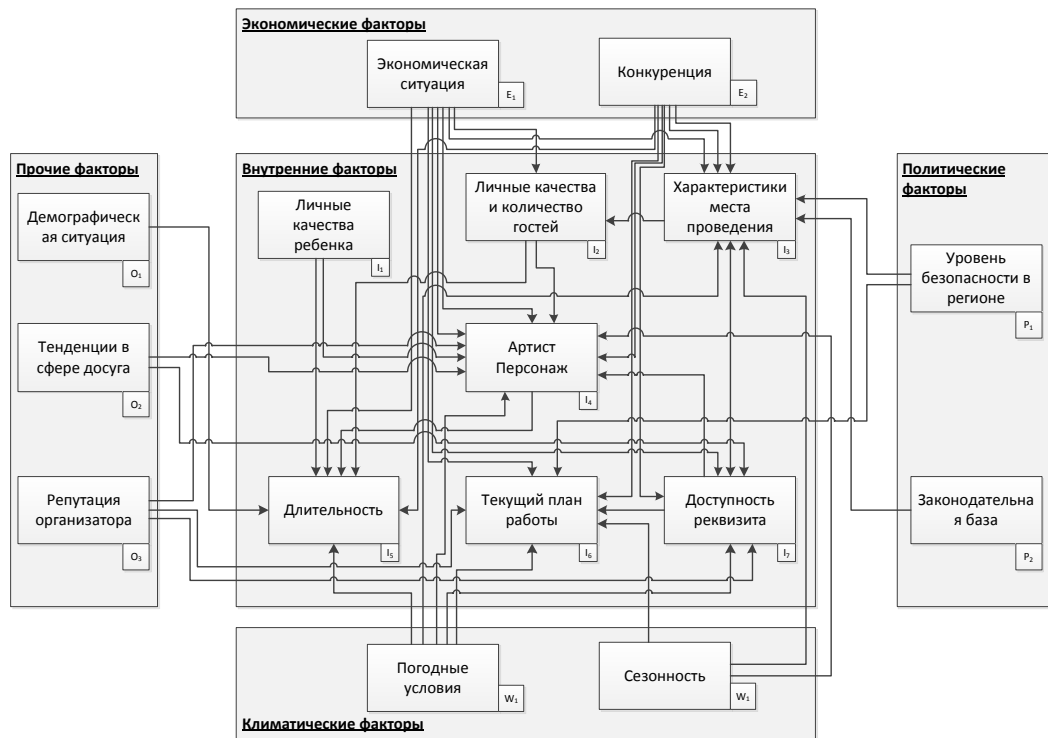 Экономические факторы
Экономическая
ситуация
E1
Конкуренция
E2
Прочие факторы
Демографическ
ая ситуация
O1
Тенденции в
сфере досуга
O2
Репутация
организатора
O3
Внутренние факторы
Личные
качества
ребенка
I1
Личные качества
и количество
гостей
I2
Характеристики
места
проведения
I3
Артист
Персонаж
I4
Длительность
I5
Текущий план
работы
I6
Доступность
реквизита
I7
Политические
факторы
Уровень
безопасности в
регионе
P1
Законодательна
я база
P2
Погодные
условия
W1
Сезонность
W1
Климатические факторы